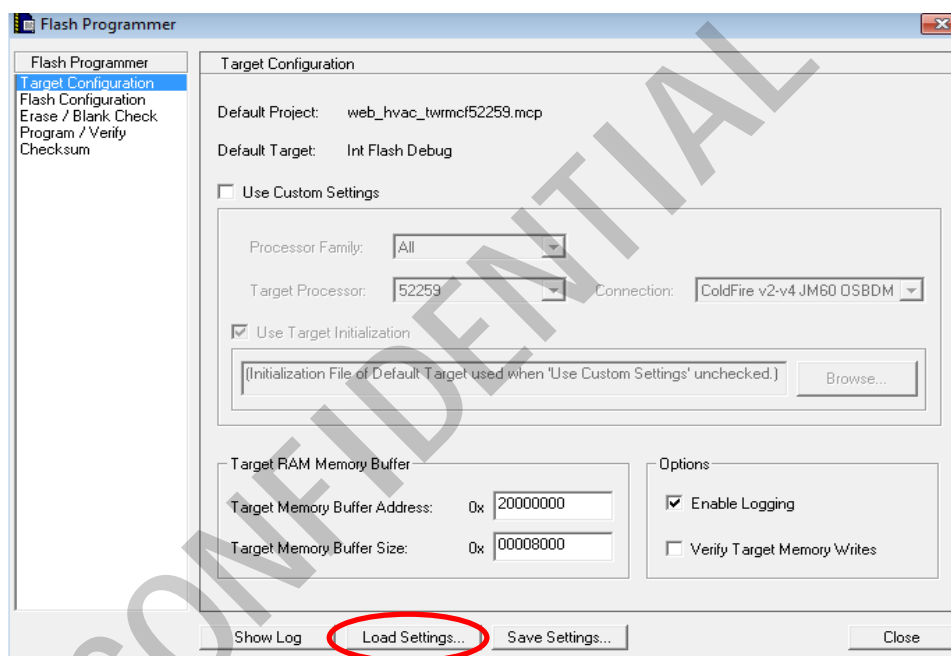 Flash Programmer
Flash Programmer
Target Configuration
Flash Configuration
Erase / Blank Check
Program / Verify
Checksum
Target Configuration
Default Project: web_hvac_twrmcf52259.mcp
Default Target: Int Flash Debug
Use Custom Settings
Processor Family: All
Target Processor: 52259 Connection: ColdFire v2-v4 JM60 OSBDM
Use Target Initialization
(Initialization File of Default Target used when 'Use Custom Settings' unchecked.) Browse...
Target RAM Memory Buffer
Target Memory Buffer Address: 0x 20000000
Target Memory Buffer Size: 0x 00008000
Options
Enable Logging
Verify Target Memory Writes
Show Log Load Settings... Save Settings... Close
CONFIDENTIAL